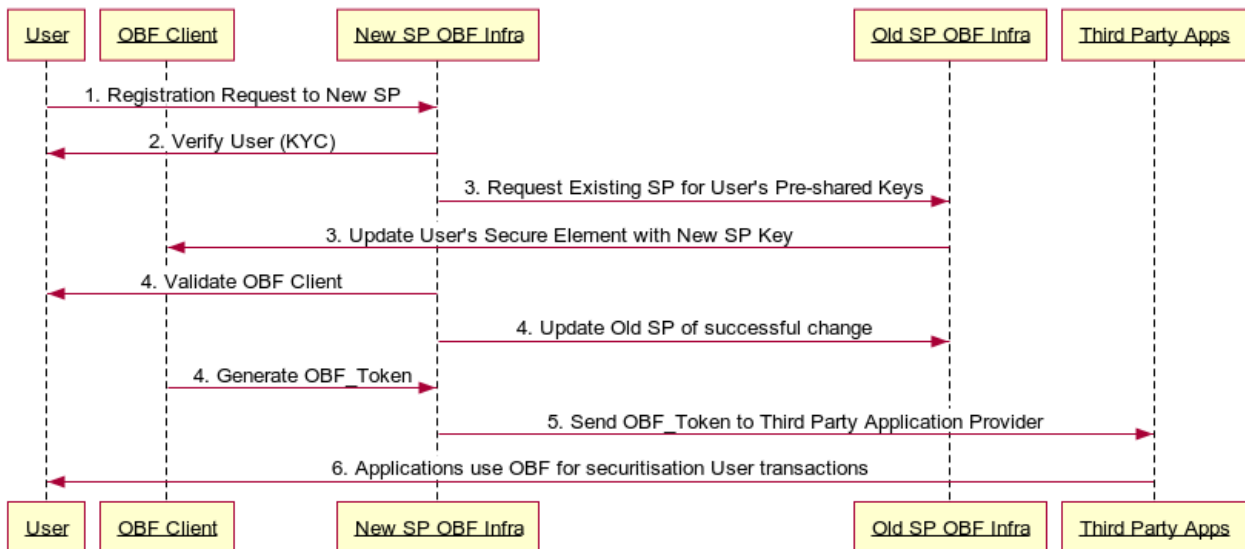 User
OBF Client
New SP OBF Infra
Old SP OBF Infra
Third Party Apps
1. Registration Request to New SP
2. Verify User (KYC)
3. Request Existing SP for User's Pre-shared Keys
3. Update User's Secure Element with New SP Key
4. Validate OBF Client
4. Update Old SP of successful change
4. Generate OBF_Token
5. Send OBF_Token to Third Party Application Provider
6. Applications use OBF for securitisation User transactions
User
OBF Client
New SP OBF Infra
Old SP OBF Infra
Third Party Apps